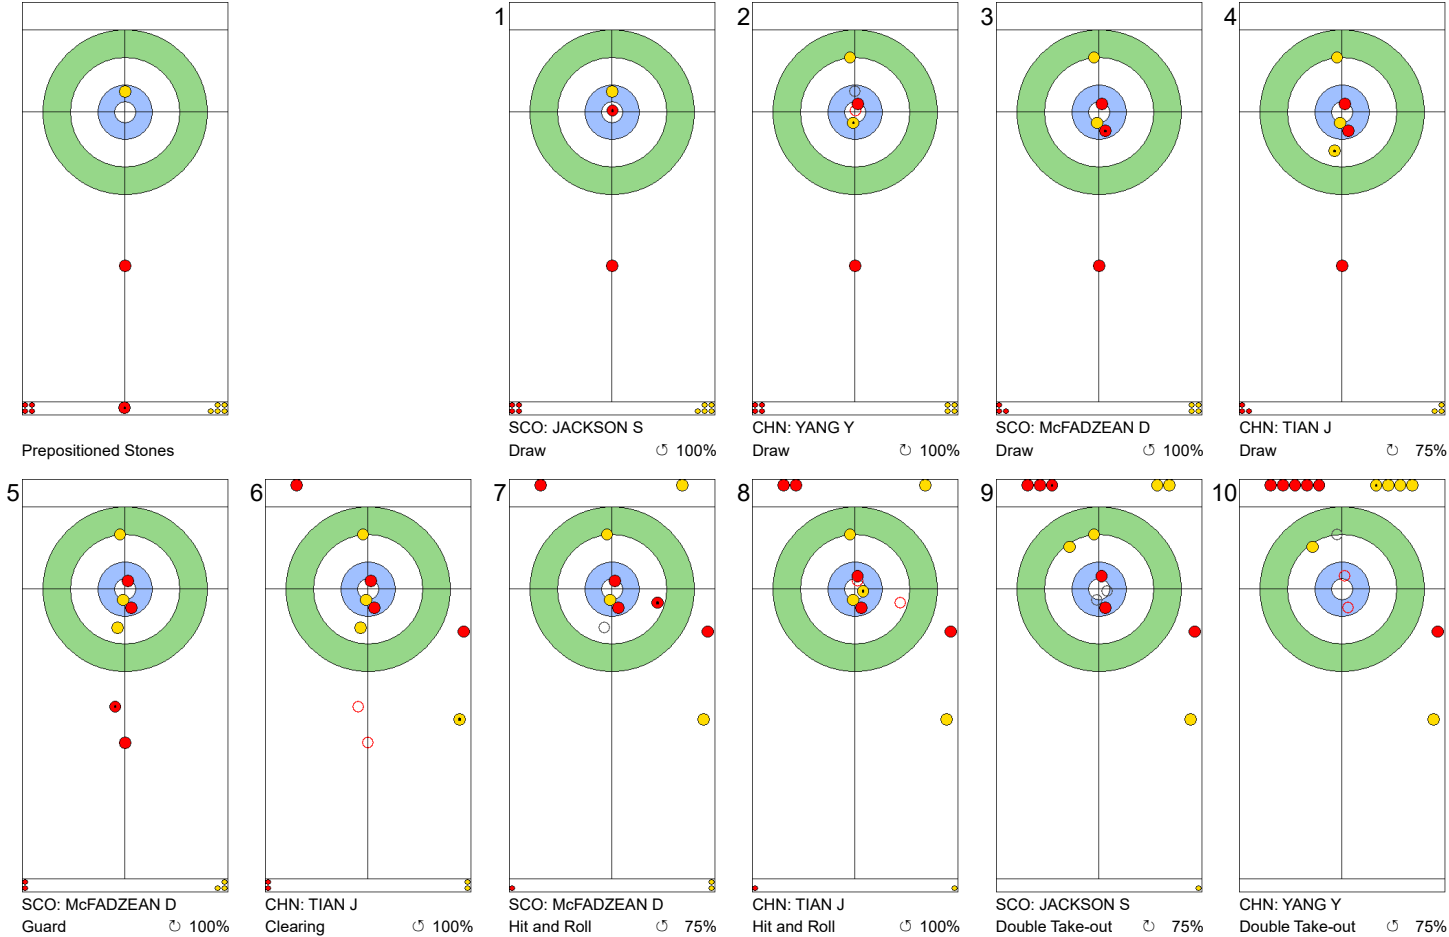 1
2
3
4
Prepositioned Stones
SCO: JACKSON S
Draw ↺ 100%
CHN: YANG Y
Draw ↻ 100%
SCO: McFADZEAN D
Draw ↺ 100%
CHN: TIAN J
Draw ↻ 75%
5
6
7
8
9
10
SCO: McFADZEAN D
Guard ↻ 100%
CHN: TIAN J
Clearing ↺ 100%
SCO: McFADZEAN D
Hit and Roll ↺ 75%
CHN: TIAN J
Hit and Roll ↺ 100%
SCO: JACKSON S
Double Take-out ↻ 75%
CHN: YANG Y
Double Take-out ↺ 75%